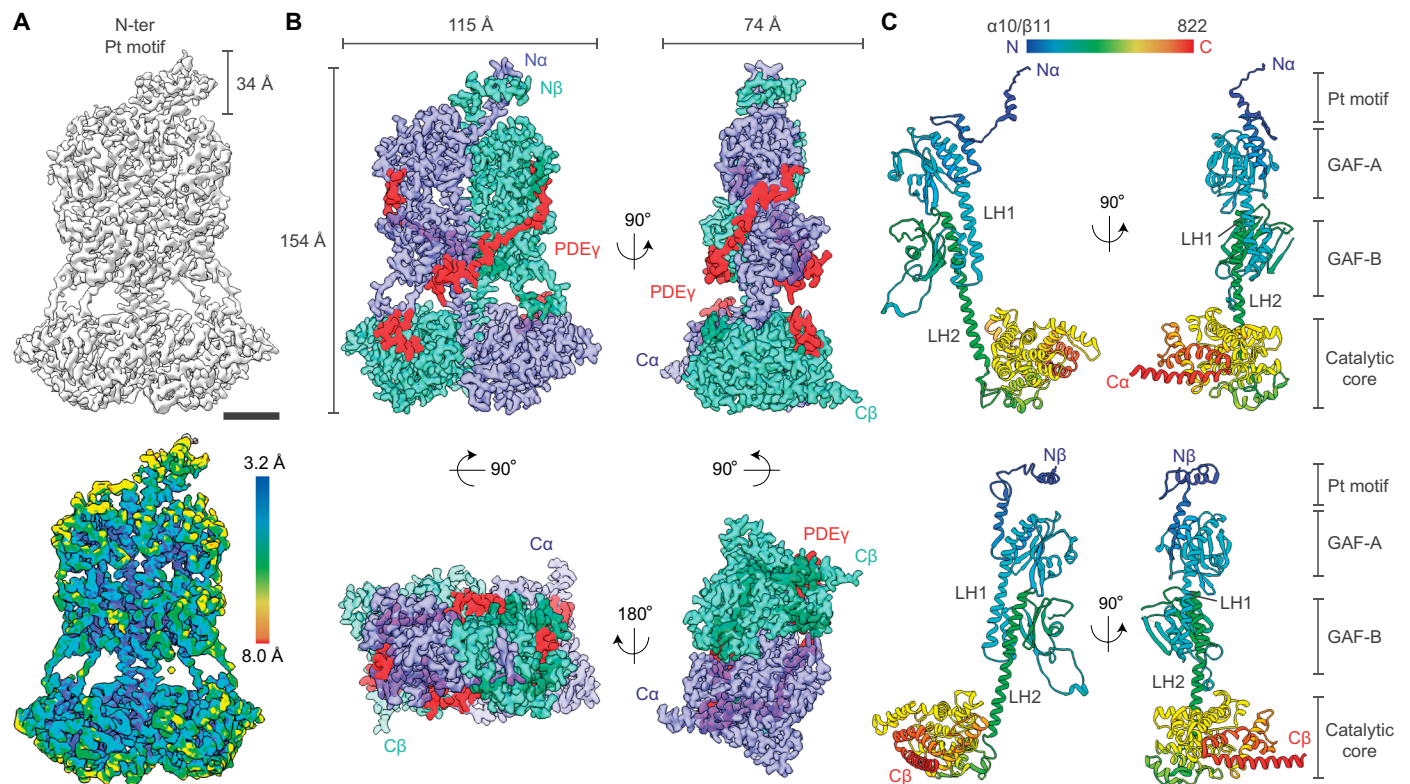 A
N-ter
Pt motif
34 Å
3.2 Å
8.0 Å
B
115 Å
74 Å
Nα
Nβ
154 Å
PDEγ
90°
PDEγ
Cα
Cβ
90°
90°
Cα
PDEγ
Cβ
180°
Cα
Cβ
C
α10/β11
822
N
C
Nα
Nα
Pt motif
GAF-A
LH1
90°
LH1
GAF-B
LH2
LH2
Cα
Catalytic
core
Nβ
Nβ
Pt motif
GAF-A
LH1
90°
LH1
GAF-B
LH2
LH2
Cβ
Catalytic
core
Cβ